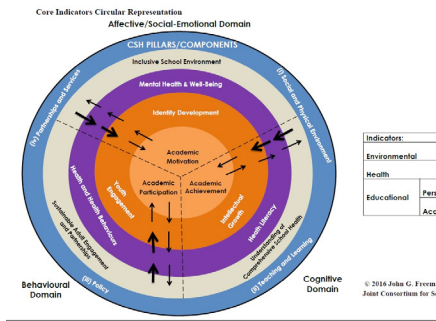 Core Indicators Circular Representation
Affective/Social-Emotional Domain
CSH PILLARS/COMPONENTS
Inclusive School Environment
Mental Health & Well-Being
Identity Development
Academic
Motivation
Academic
Participation
Academic
Achievement
(iv) Partnerships and Services
(i) Social and Physical Environment
Youth
Engagement
Intellectual
Growth
Health and Health Behaviours
Health Literacy
Sustainable Adult Engagement
and Partnerships
Understanding of
Comprehensive School Health
(iii) Policy
(ii) Teaching and Learning
Behavioural
Domain
Cognitive
Domain
Indicators:
Environmental
Health
Educational
© 2016 John G.
Joint Consortium for